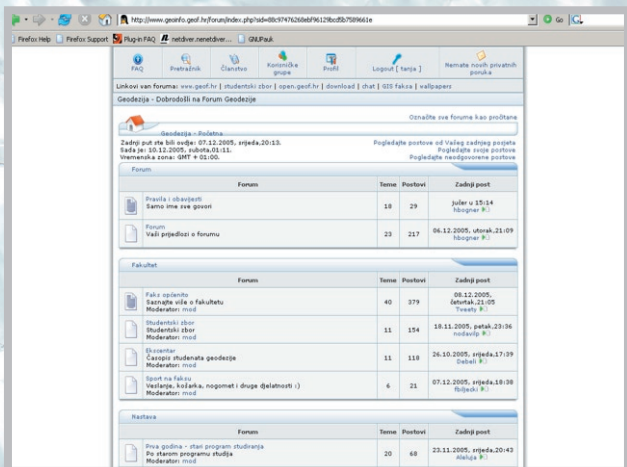 http://www.geoinfo.geof.hr/forum/index.php?sid=88c97476268ebf96129bcd5b7589661e
Go
Firefox Help Firefox Support Plug-in FAQ netdiver.nenetdiver... GNUPauk
FAQ Pretražnik Članstvo Korisničke grupe Profil Logout [ tanja ] Nemate novih privatnih poruka
Linkovi van foruma: www.geof.hr | studentski zbor | open.geof.hr | download | chat | GIS faksa | wallpapers
Geodezija - Dobrodošli na Forum Geodezije
Označite sve forume kao pročitane
Geodezija - Početna
Zadnji put ste bili ovdje: 07.12.2005, srijeda,20:13.
Sada je: 10.12.2005, subota,01:11.
Vremenska zona: GMT + 01:00.
Pogledajte postove od Vašeg zadnjeg posjeta
Pogledajte svoje postove
Pogledajte neodgovorene postove
Forum
Forum Teme Postovi Zadnji post
Pravila i obavijesti
Samo ime sve govori
18 29
jučer u 15:14
hbogner
Forum
Vaši prijedlozi o forumu
23 217
06.12.2005, utorak,21:09
hbogner
Fakultet
Forum Teme Postovi Zadnji post
Faks općenito
Saznajte više o fakultetu
Moderator: mod
40 379
08.12.2005,
četvrtak,21:05
Tweety
Studentski zbor
Studentski zbor
Moderator: mod
11 154
18.11.2005, petak,23:36
nodavilp
Ekscentar
Časopis studenata geodezije
Moderator: mod
11 118
26.10.2005, srijeda,17:39
Debeli
Sport na faksu
Veslanje, košarka, nogomet i druge djelatnosti :)
Moderator: mod
6 21
07.12.2005, srijeda,18:38
fbiljecki
Nastava
Forum Teme Postovi Zadnji post
Prva godina - stari program studiranja
Po starom programu studija
Moderator: mod
20 68
23.11.2005, srijeda,20:43
Aleluja